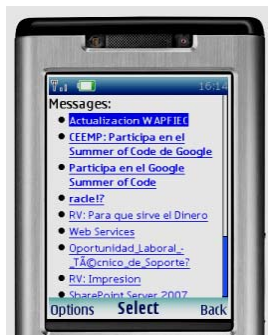 16:14
Messages:
Actualizacion WAPFIEC
CEEMP: Participa en el
Summer of Code de Google
Participa en el Google
Summer of Code
racle!?
RV: Para que sirve el Dinero
Web Services
Oportunidad_Laboral_-
_TÃ©cnico_de_Soporte?
RV: Impresion
SharePoint Server 2007
Options Select Back